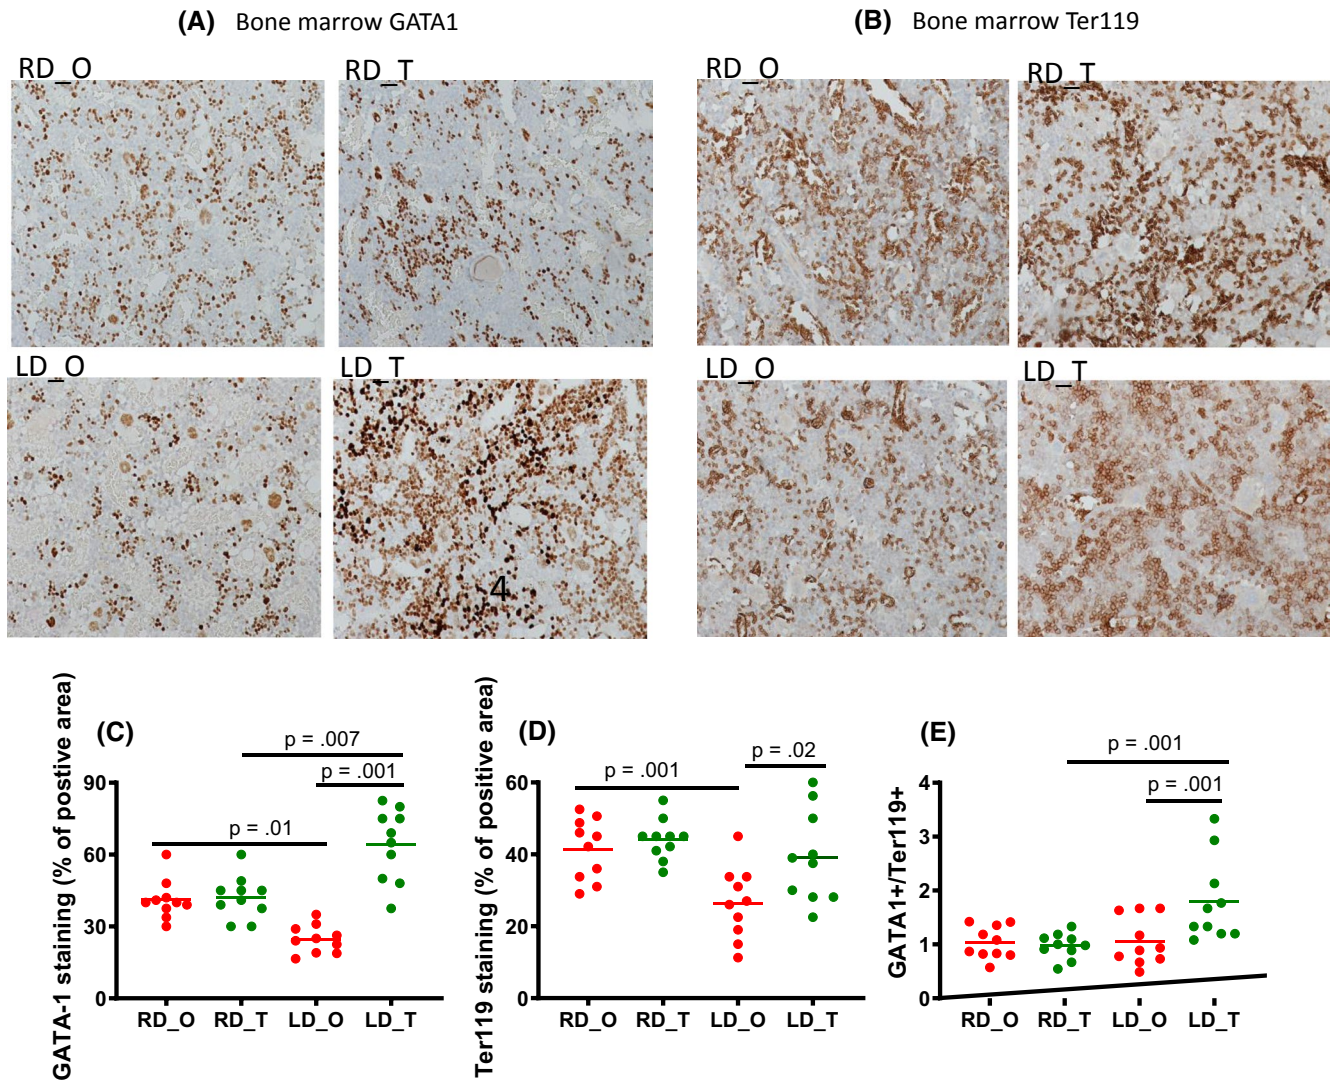 (A) Bone marrow GATA1
(B) Bone marrow Ter119
RD_O
RD_T
RD_O
RD_T
LD_O
LD_T
LD_O
LD_T
4
(C)
GATA-1 staining (% of postive area)
p = .007
p = .001
p = .01
90
60
30
0
RD_O RD_T LD_O LD_T
(D)
Ter119 staining (% of positive area)
p = .001
p = .02
60
40
20
0
RD_O RD_T LD_O LD_T
(E)
GATA1+/Ter119+
p = .001
p = .001
4
3
2
1
0
RD_O RD_T LD_O LD_T